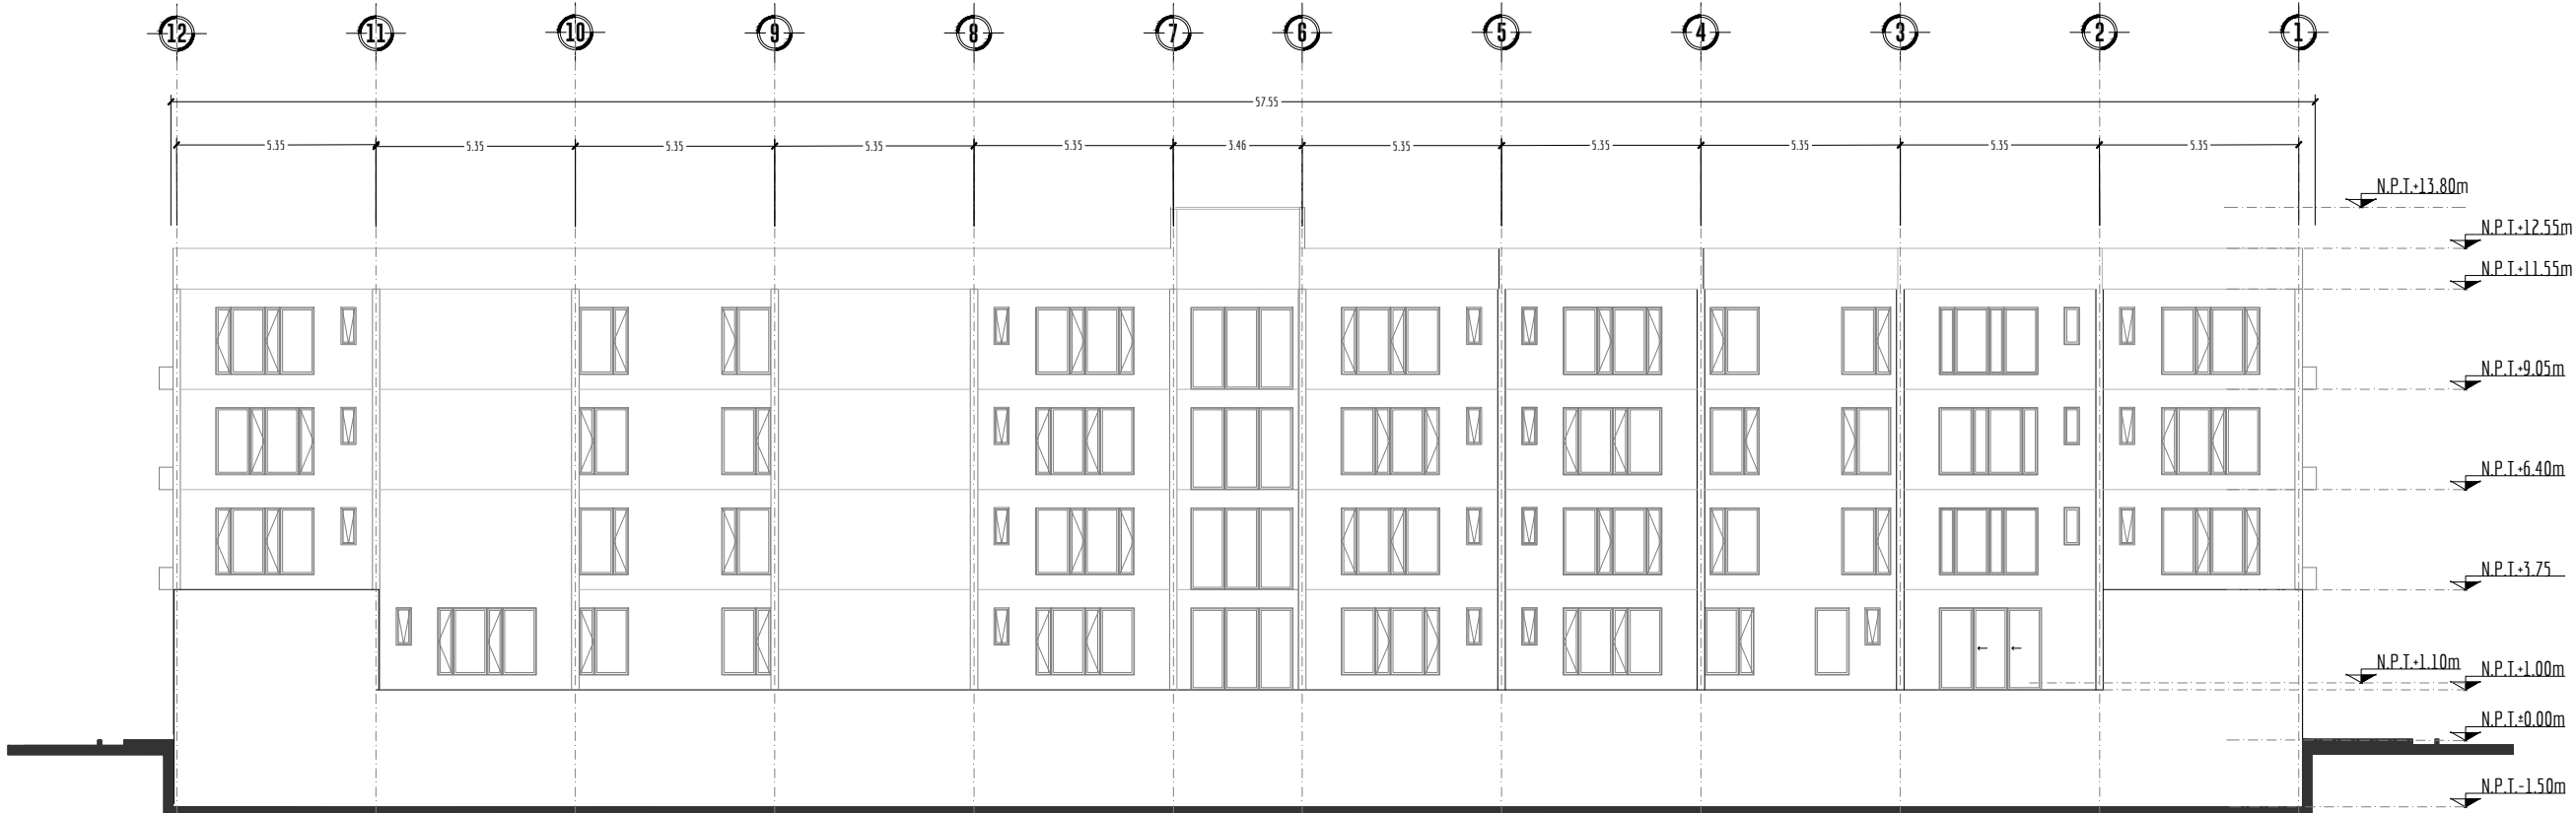 12 11 10 9 8 7 6 5 4 3 2 1
57.55
5.35 5.35 5.35 5.35 5.35 3.46 5.35 5.35 5.35 5.35 5.35
N.P.T.+13.80m
N.P.T.+12.55m
N.P.T.+11.55m
N.P.T.+9.05m
N.P.T.+6.40m
N.P.T.+3.75
N.P.T.+1.10m
N.P.T.+1.00m
N.P.T.±0.00m
N.P.T.-1.50m